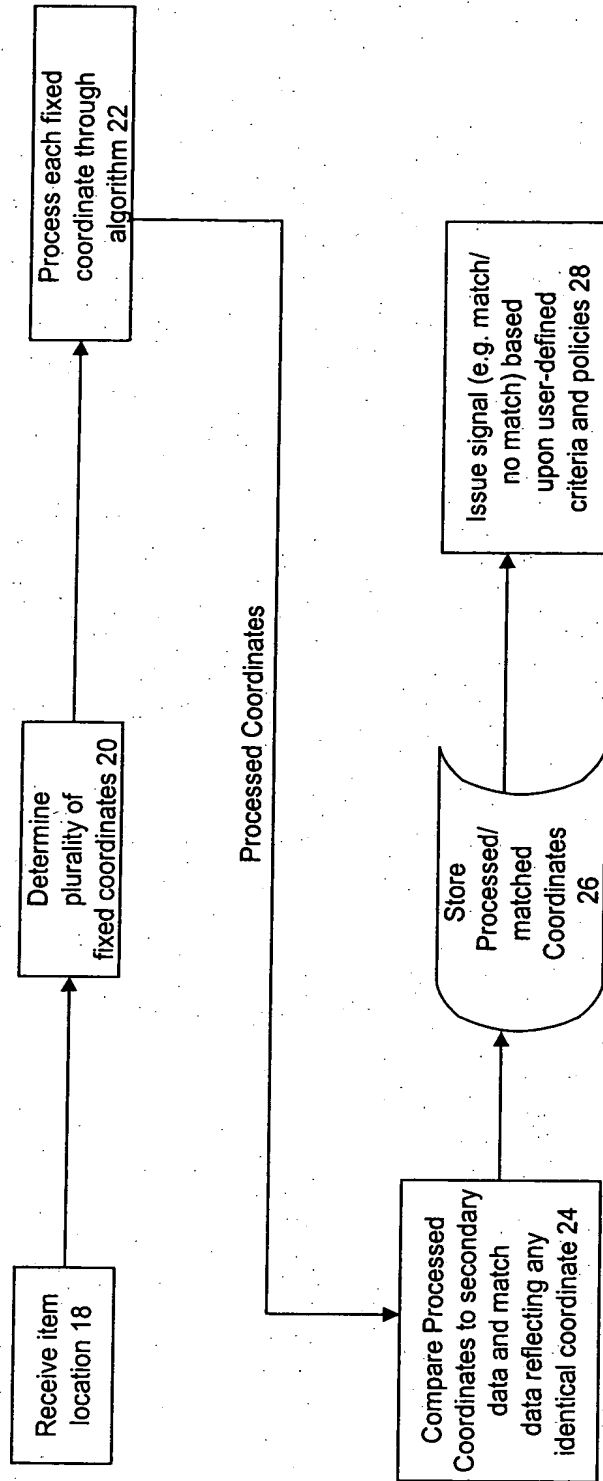 Receive item
location 18
Determine
plurality of
fixed coordinates 20
Process each fixed
coordinate through
algorithm 22
Processed Coordinates
Compare Processed
Coordinates to secondary
data and match
data reflecting any
identical coordinate 24
Store
Processed/
matched
Coordinates
26
Issue signal (e.g. match/
no match) based
upon user-defined
criteria and policies 28